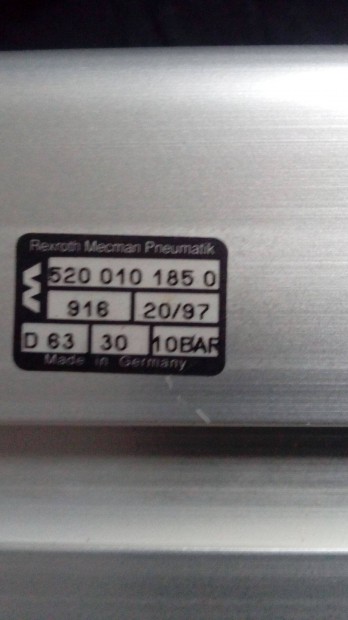 Rexroth Mecman Pneumatik
520 010 185 0
916 20/97
D 63 30 10BAR
Made in Germany